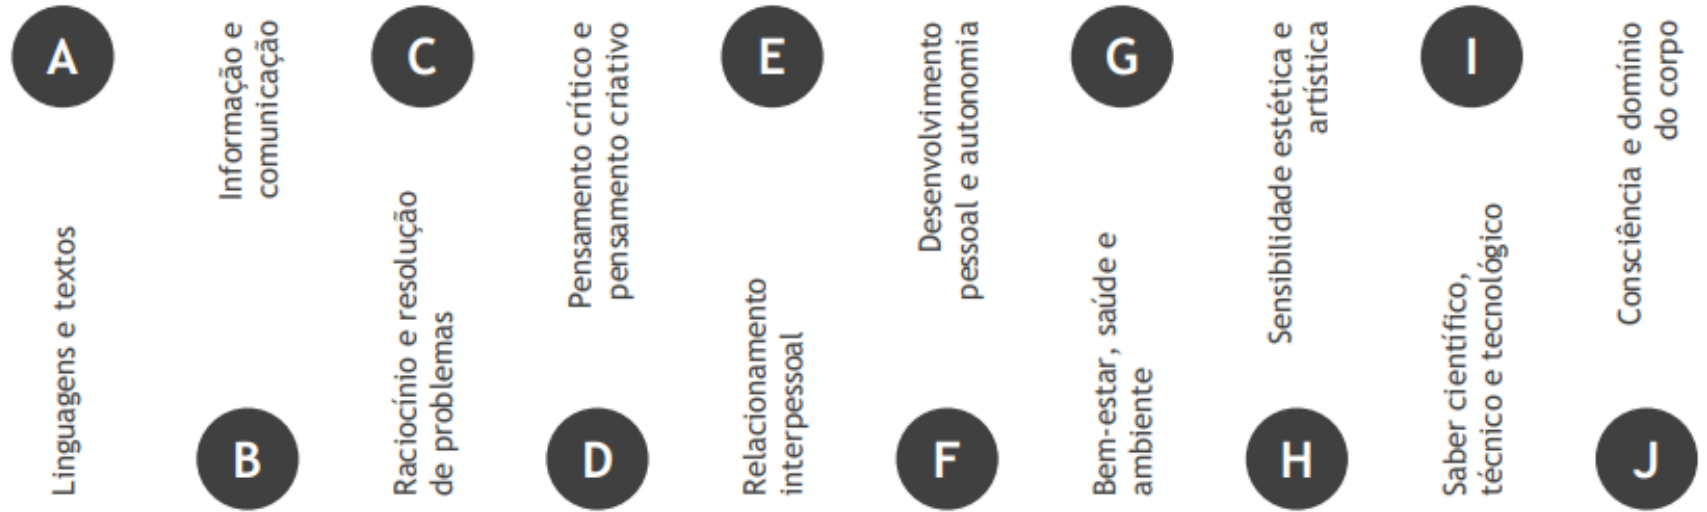 A
Linguagens e textos
B
Informação e
comunicação
C
Raciocínio e resolução
de problemas
D
Pensamento crítico e
pensamento criativo
E
Relacionamento
interpessoal
F
Desenvolvimento
pessoal e autonomia
G
Bem-estar, saúde e
ambiente
H
Sensibilidade estética e
artística
I
Saber científico,
técnico e tecnológico
J
Consciência e domínio
do corpo